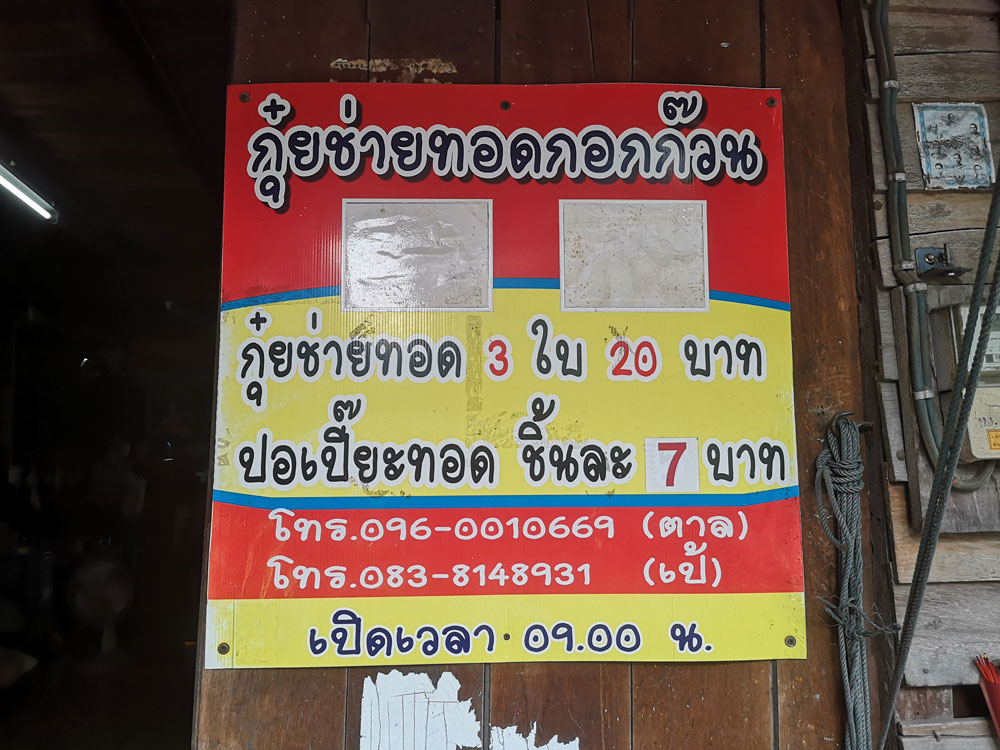 กุ๋ยช่ายทอดกอกก๊วน
กุ๋ยช่ายทอด 3 ใบ 20 บาท
ปอเปี๊ยะทอด ชิ้นละ 7 บาท
โทร.096-0010669 (ตาล)
โทร.083-8148931 (เป้)
เปิดเวลา 09.00 น.